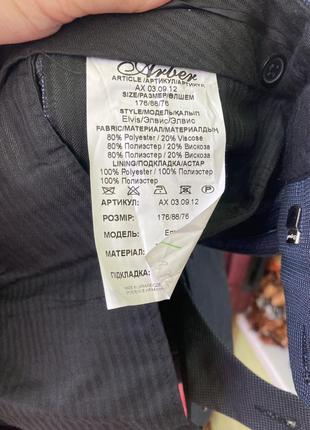 Arber
ARTICLE/АРТИКУЛ/АРТИКУЛ
AX 03.09.12
SIZE/РАЗМЕР/ӨЛШЕМ
176/88/76
STYLE/МОДЕЛЬ/ҚАЛЫП
Elvis/Элвис/Элвис
FABRIC/МАТЕРИАЛ/МАТЕРИАЛДЫҢ
80% Polyester / 20% Viscose
80% Полиэстер / 20% Вискоза
80% Полиэстер / 20% Вискоза
LINING/ПОДКЛАДКА/АСТАР
100% Polyester / 100% Полиэстер
100% Полиэстер
АРТИКУЛ: AX 03.09.12
РОЗМІР: 176/88/76
МОДЕЛЬ:
МАТЕРІАЛ:
ПІДКЛАДКА: